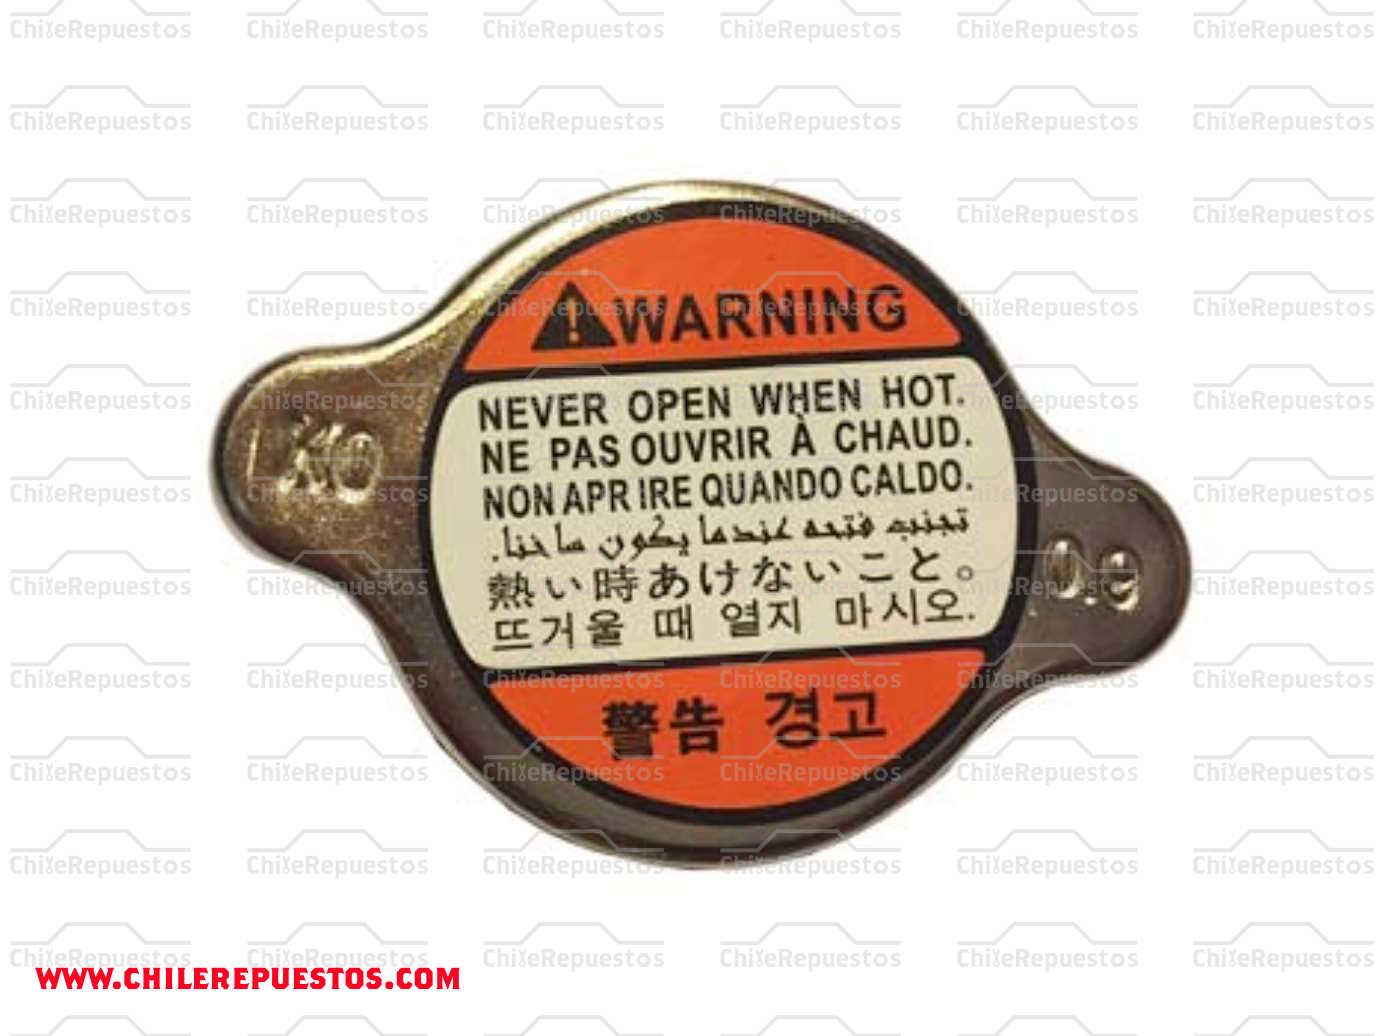 WARNING
NEVER OPEN WHEN HOT.
NE PAS OUVRIR À CHAUD.
NON APRIRE QUANDO CALDO.
تجنب فتحه عندما يكون ساخنا.
熱い時あけないこと。
뜨거울 때 열지 마시오.
0.9
警告 경고
WWW.CHILEREPUESTOS.COM